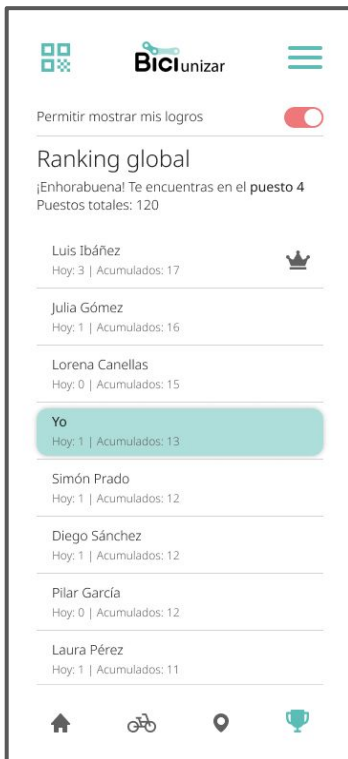 Bici unizar
Permitir mostrar mis logros
Ranking global
¡Enhorabuena! Te encuentras en el puesto 4
Puestos totales: 120
Luis Ibáñez
Hoy: 3 | Acumulados: 17
Julia Gómez
Hoy: 1 | Acumulados: 16
Lorena Canellas
Hoy: 0 | Acumulados: 15
Yo
Hoy: 1 | Acumulados: 13
Simón Prado
Hoy: 1 | Acumulados: 12
Diego Sánchez
Hoy: 1 | Acumulados: 12
Pilar García
Hoy: 0 | Acumulados: 12
Laura Pérez
Hoy: 1 | Acumulados: 11